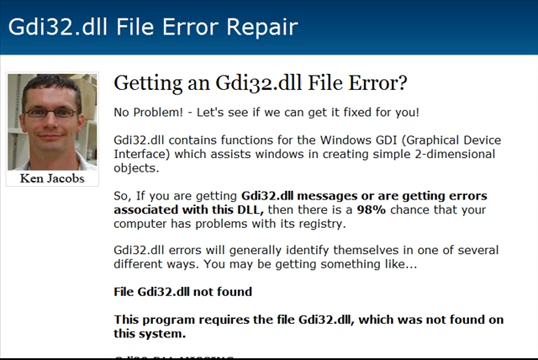 Gdi32.dll File Error Repair
Getting an Gdi32.dll File Error?
No Problem! - Let's see if we can get it fixed for you!
Gdi32.dll contains functions for the Windows GDI (Graphical Device
Interface) which assists windows in creating simple 2-dimensional
objects.
Ken Jacobs
So, If you are getting Gdi32.dll messages or are getting errors
associated with this DLL, then there is a 98% chance that your
computer has problems with its registry.
Gdi32.dll errors will generally identify themselves in one of several
different ways. You may be getting something like...
File Gdi32.dll not found
This program requires the file Gdi32.dll, which was not found on
this system.